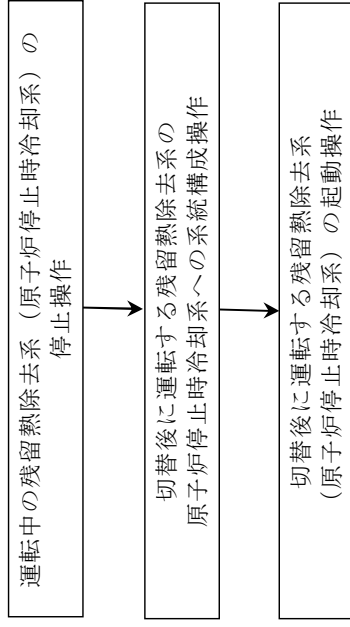 運転中の残留熱除去系（原子炉停止時冷却系）の
停止操作
切替後に運転する残留熱除去系の
原子炉停止時冷却系への系統構成操作
切替後に運転する残留熱除去系
（原子炉停止時冷却系）の起動操作